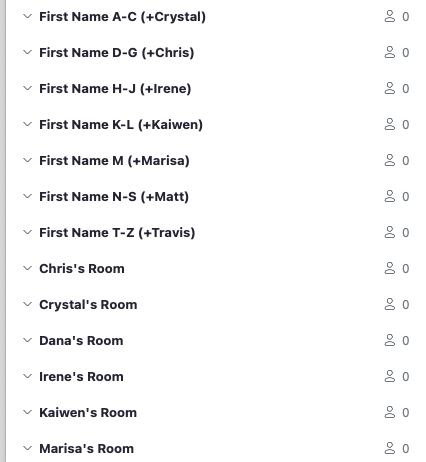 First Name A-C (+Crystal) 0
First Name D-G (+Chris) 0
First Name H-J (+Irene) 0
First Name K-L (+Kaiwen) 0
First Name M (+Marisa) 0
First Name N-S (+Matt) 0
First Name T-Z (+Travis) 0
Chris's Room 0
Crystal's Room 0
Dana's Room 0
Irene's Room 0
Kaiwen's Room 0
Marisa's Room 0